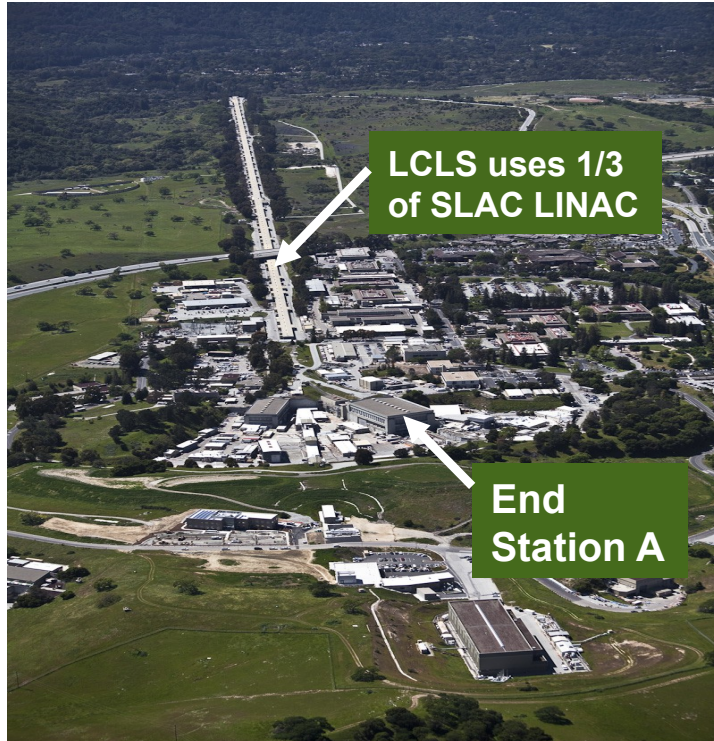 LCLS uses 1/3
of SLAC LINAC
End
Station A